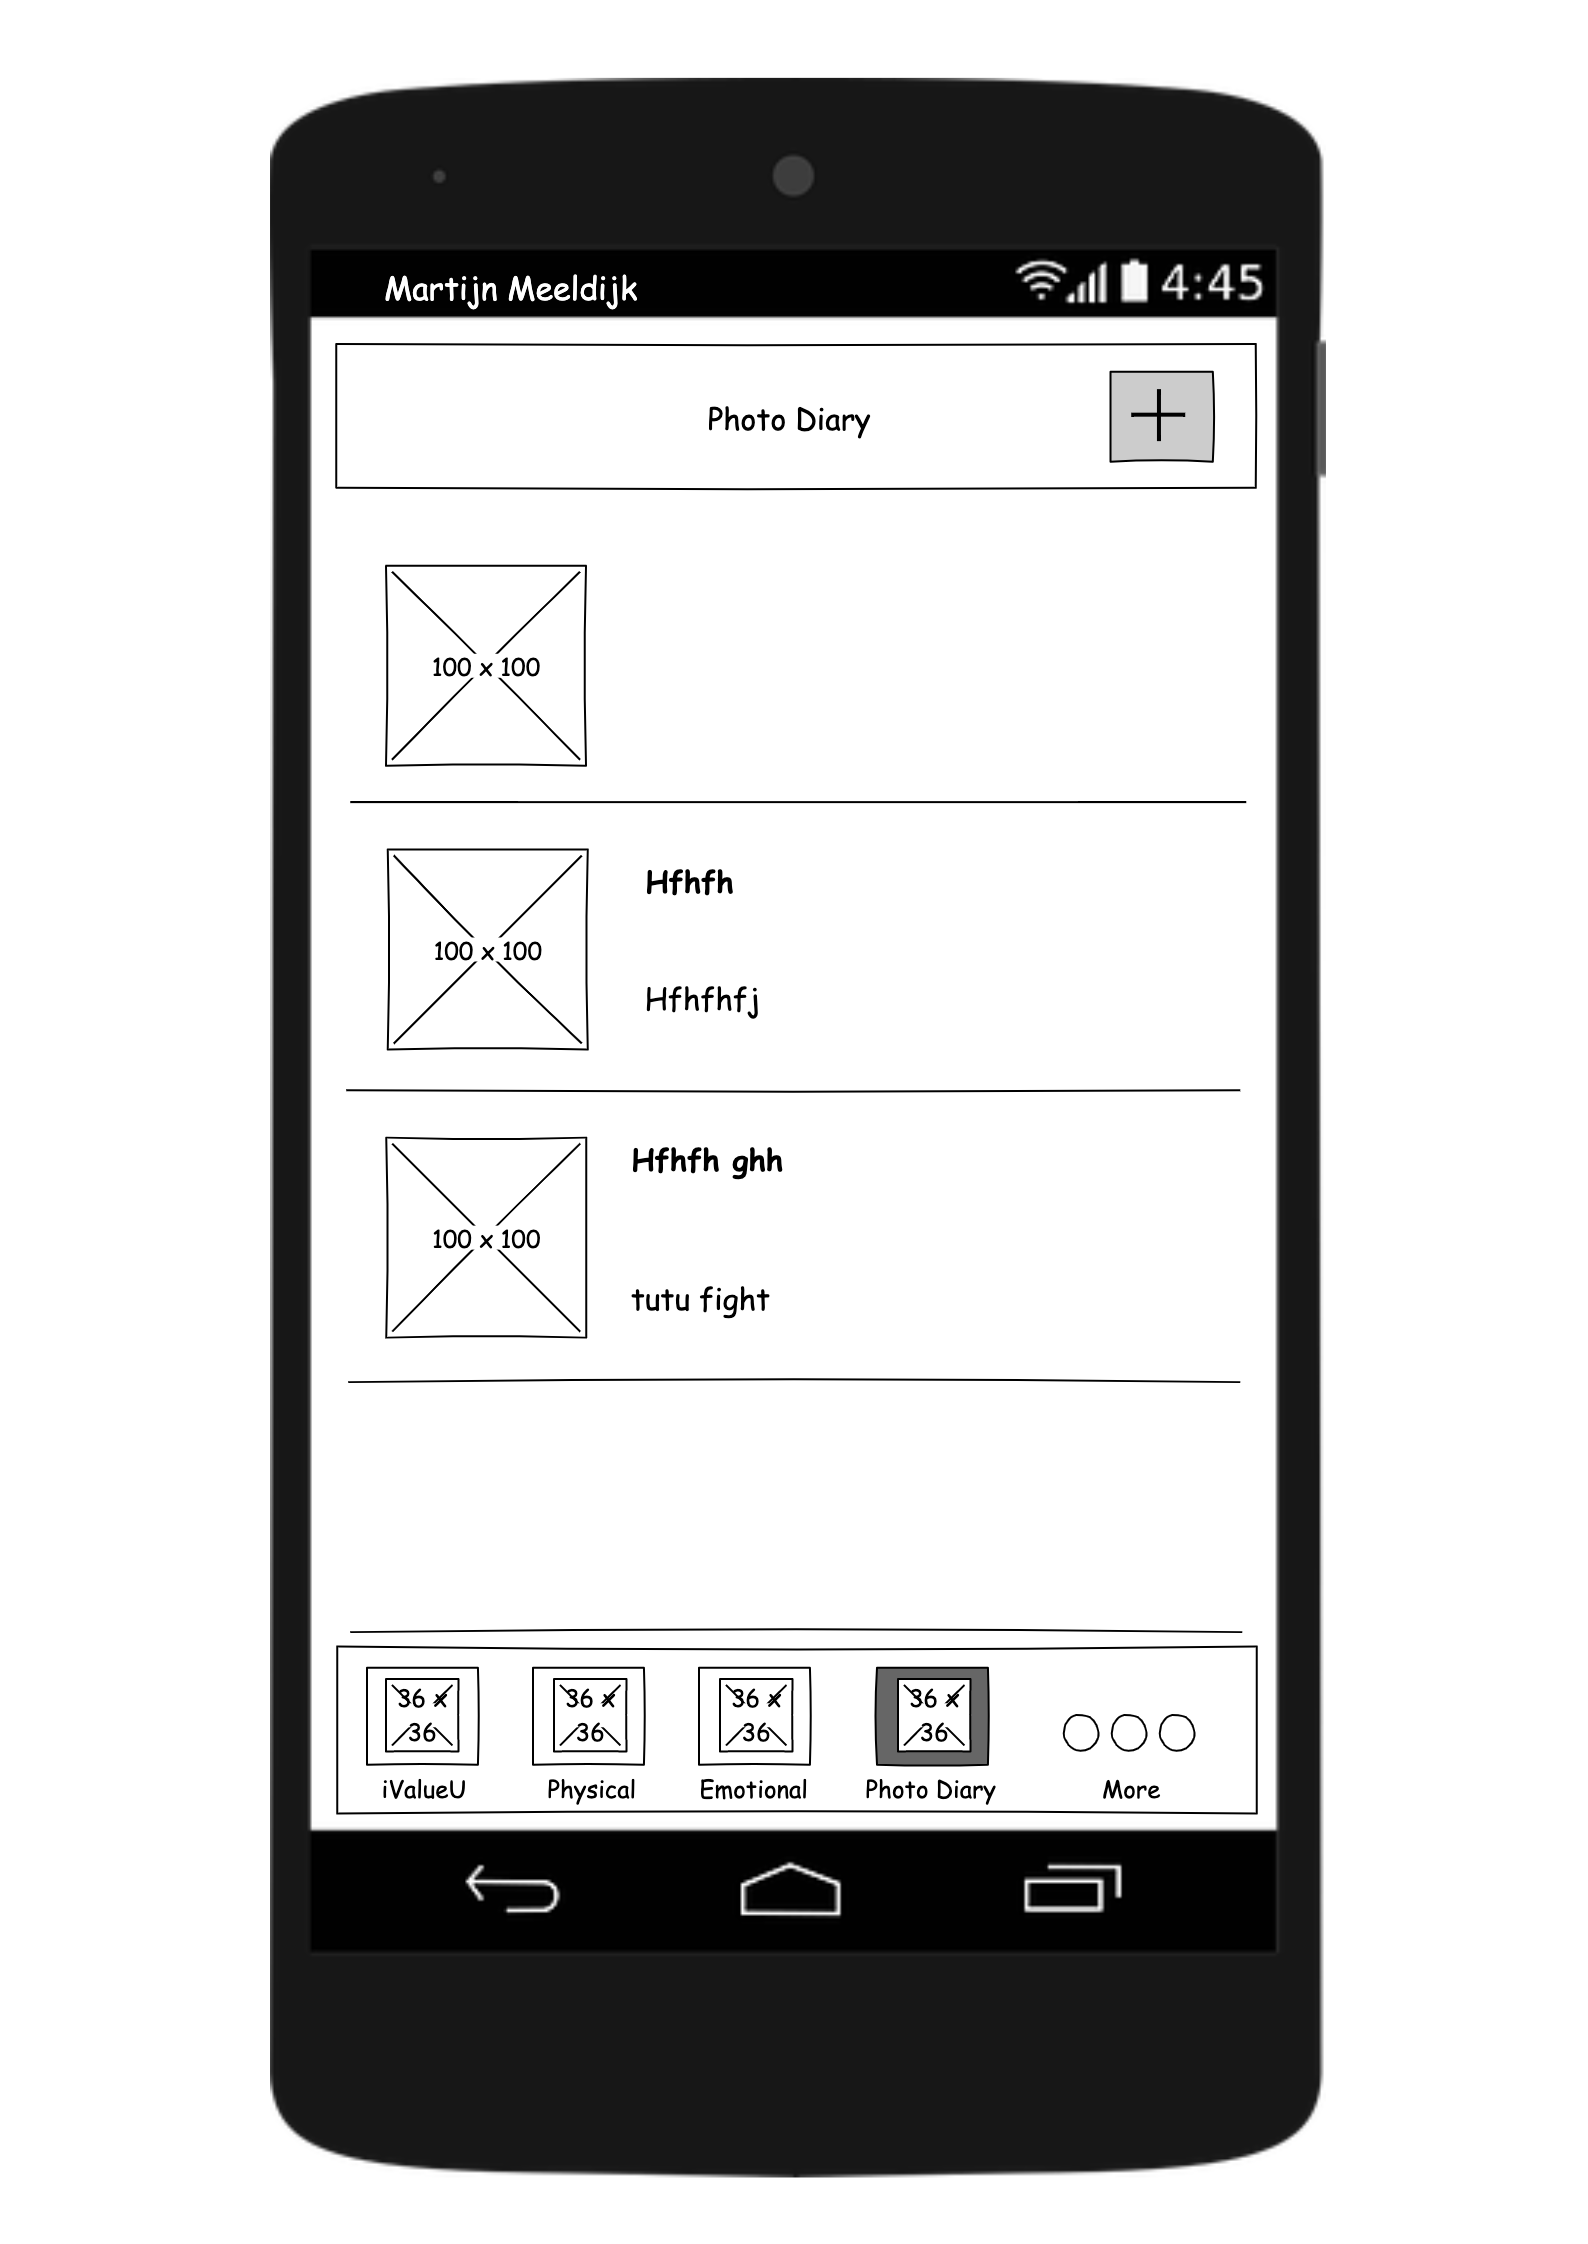 Martijn Meeldijk 4:45
Photo Diary
100 x 100
100 x 100
Hfhfh
Hfhfhfj
100 x 100
Hfhfh ghh
tutu fight
36 x
36
36 x
36
36 x
36
36 x
36
iValueU Physical Emotional Photo Diary More